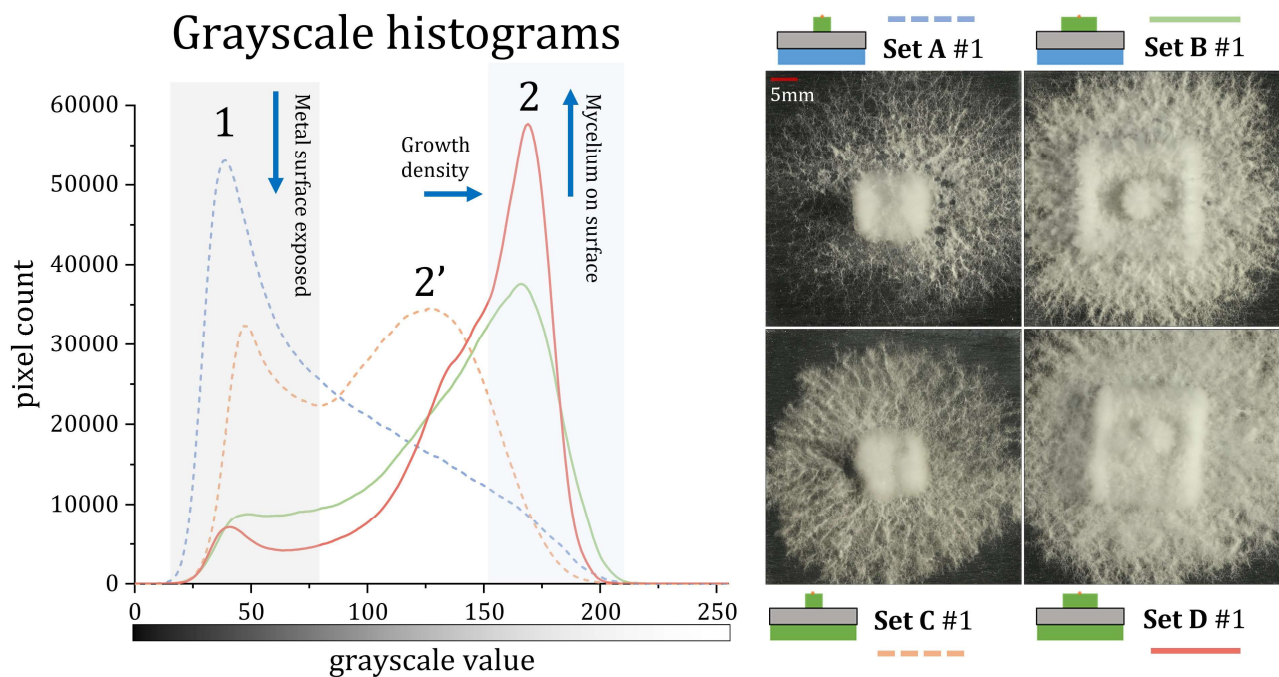 Grayscale histograms
60000
50000
40000
30000
20000
10000
0
pixel count
0 50 100 150 200 250
grayscale value
1
Metal surface exposed
Growth
density
2’
2
Mycelium on surface
Set A #1
Set B #1
5mm
Set C #1
Set D #1